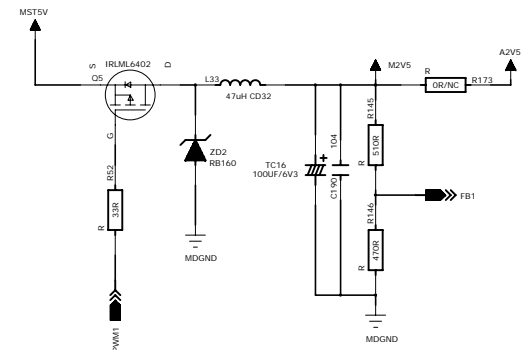 MST5V
A2V5
S
IRLML6402
D
M2V5
Q5
L33
R
0R/NC
R173
47uH CD32
R145
104
510R
G
R52
ZD2
RB160
TC16
100UF/6V3
+
C190
R
FB1
R146
33R
R
470R
R
MDGND
MDGND
PWM1